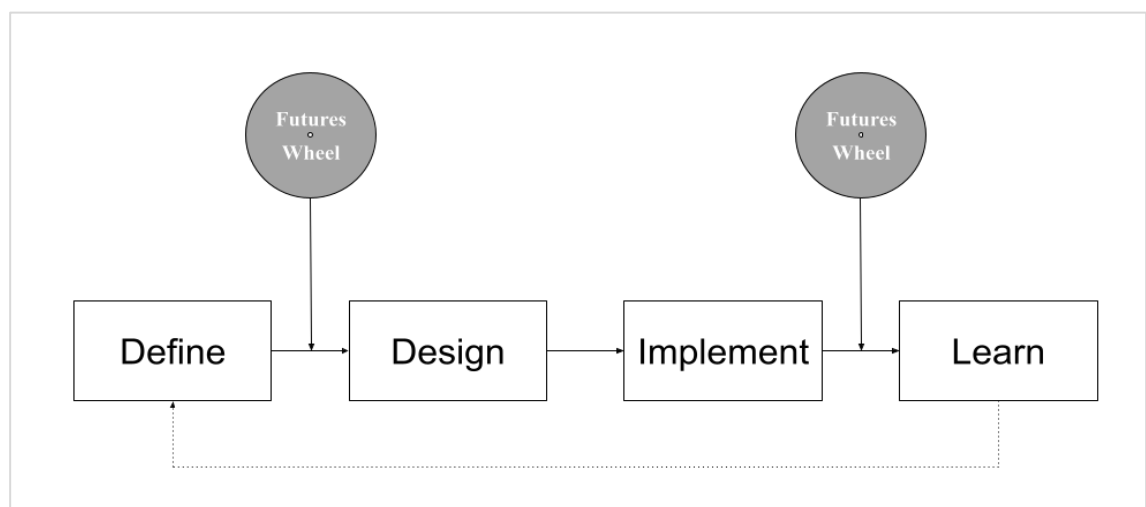 Futures
Wheel
Futures
Wheel
Define
Design
Implement
Learn